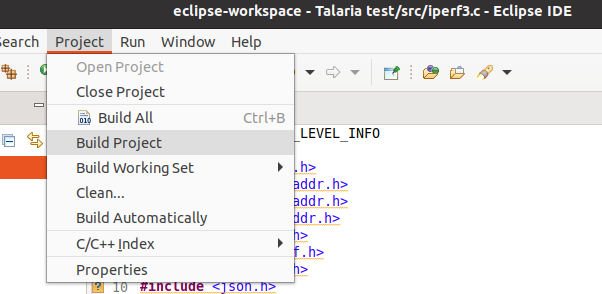 eclipse-workspace - Talaria test/src/iperf3.c - Eclipse IDE
Search Project Run Window Help
Open Project
Close Project
Build All Ctrl+B
Build Project
_LEVEL_INFO
.h>
Build Working Set
addr.h>
Clean...
addr.h>
Build Automatically
ddr.h>
h>
C/C++ Index
f.h>
Properties
h>
10 #include <json.h>